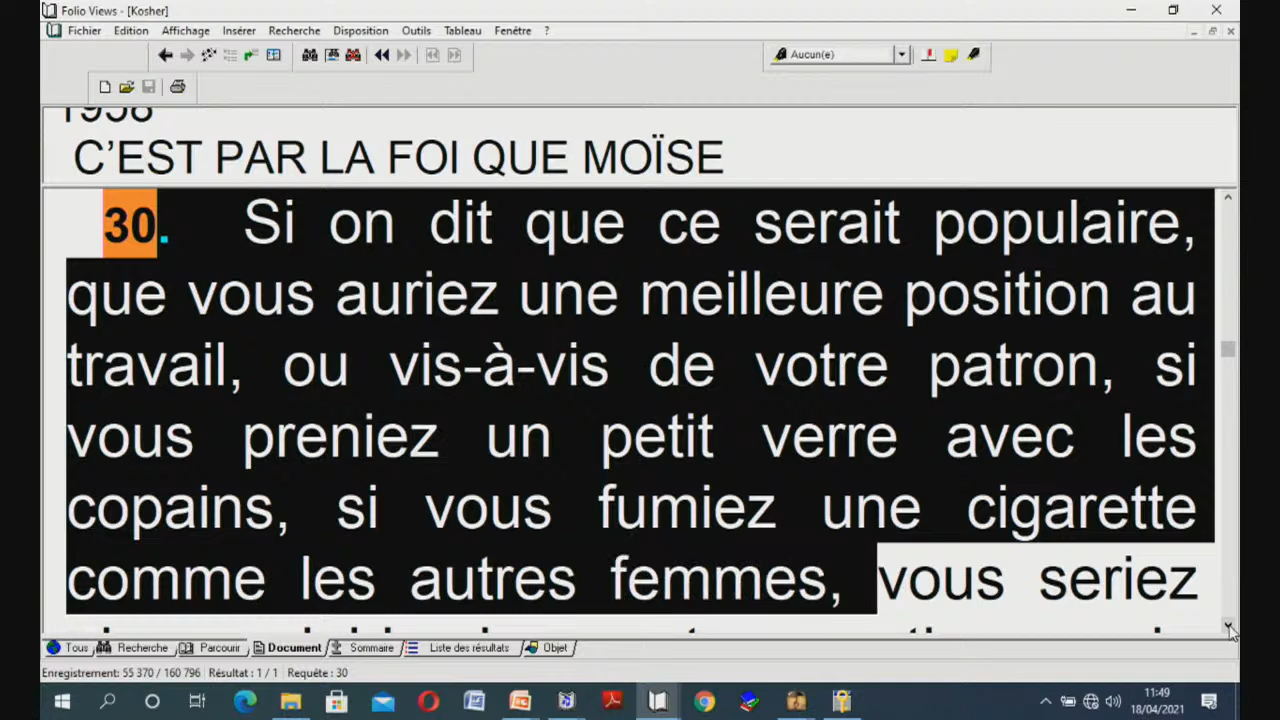 Folio Views - [Kosher]
Fichier Edition Affichage Insérer Recherche Disposition Outils Tableau Fenêtre ?
Aucun(e)
1958
C'EST PAR LA FOI QUE MOÏSE
30. Si on dit que ce serait populaire,
que vous auriez une meilleure position au
travail, ou vis-à-vis de votre patron, si
vous preniez un petit verre avec les
copains, si vous fumiez une cigarette
comme les autres femmes, vous seriez
Tous Recherche Parcourir Document Sommaire Liste des résultats Objet
Enregistrement: 55 370 / 160 796 Résultat : 1 / 1 Requête : 30
11:49
18/04/2021